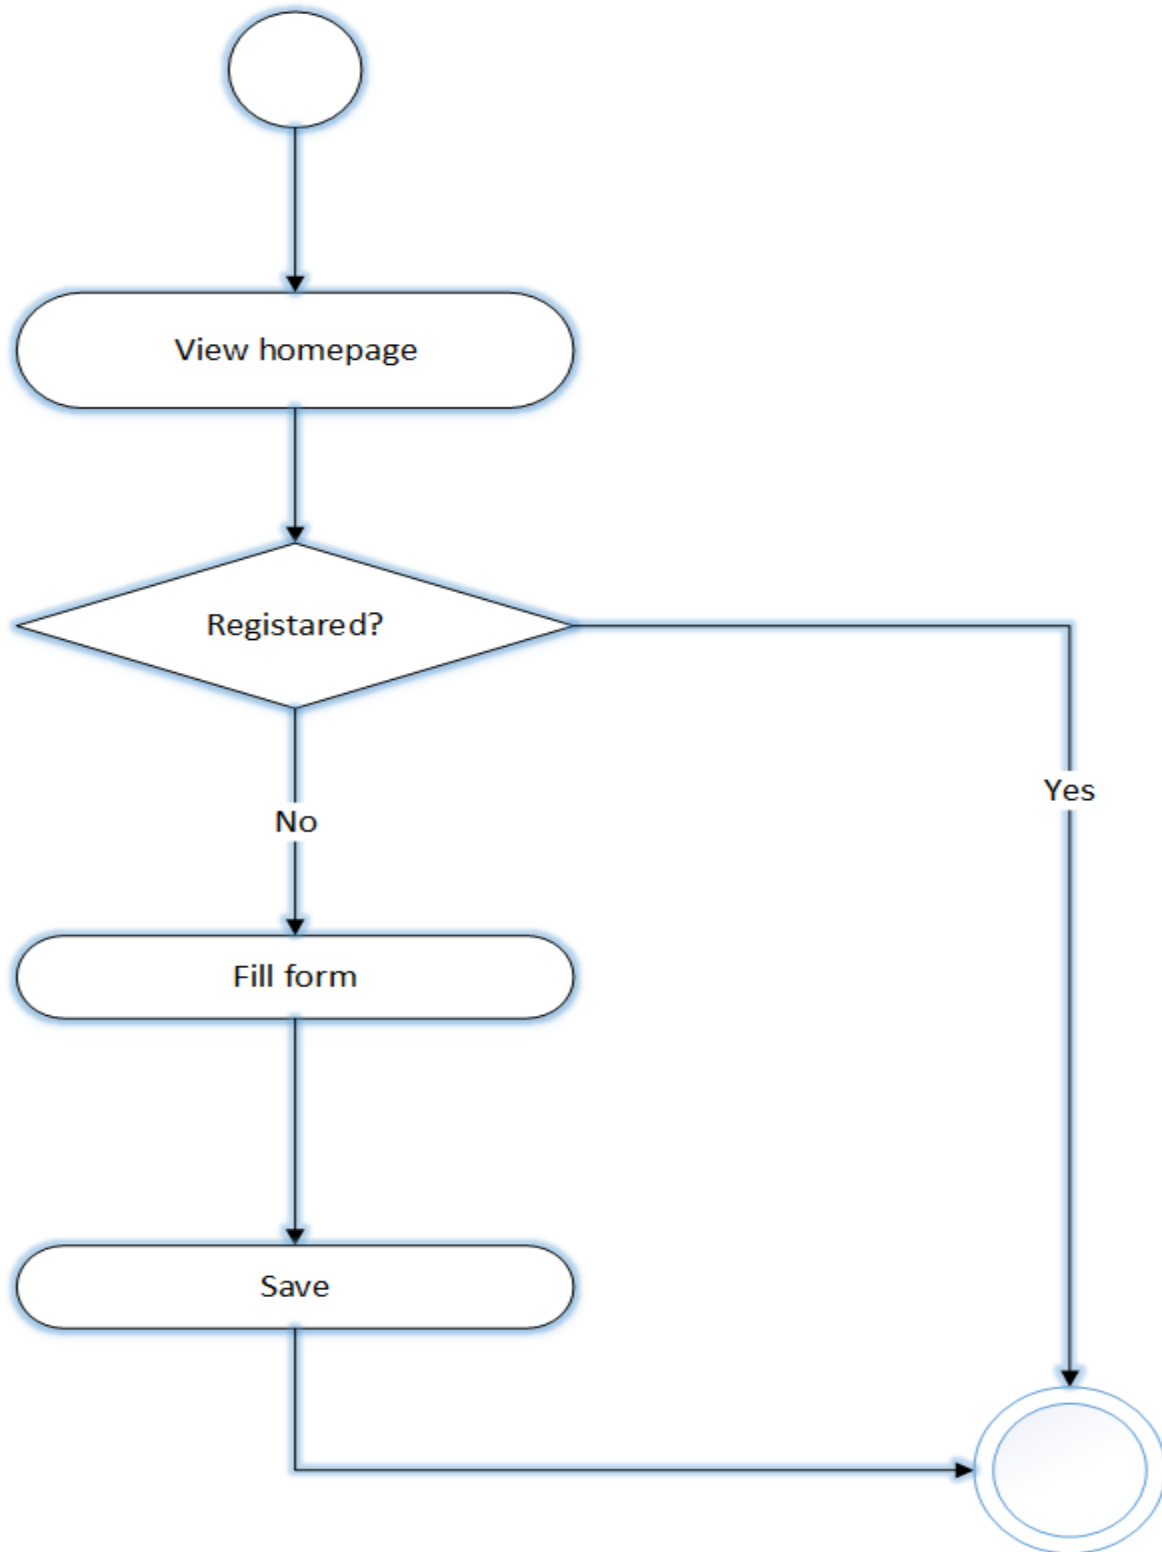 View homepage
Registared?
No
Yes
Fill form
Save